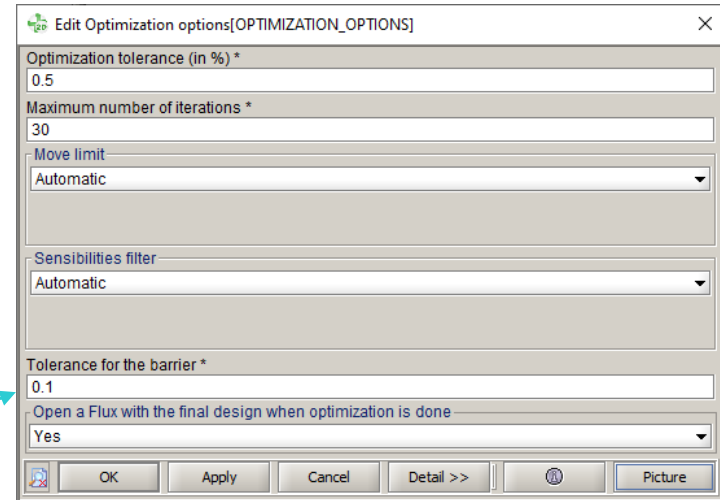 Edit Optimization options[OPTIMIZATION_OPTIONS]
Optimization tolerance (in %) *
0.5
Maximum number of iterations *
30
Move limit
Automatic
Sensibilities filter
Automatic
Tolerance for the barrier *
0.1
Open a Flux with the final design when optimization is done
Yes
OK Apply Cancel Detail >> Picture